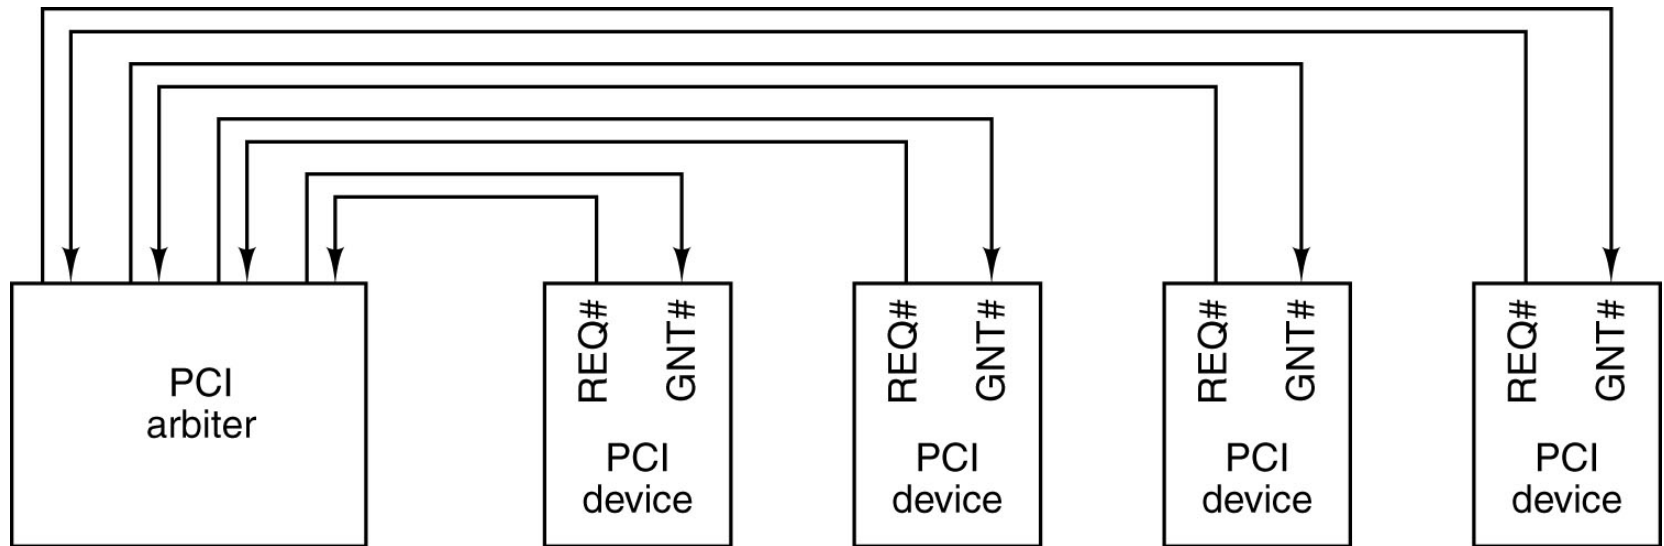 PCI
arbiter
REQ#
GNT#
PCI
device
REQ#
GNT#
PCI
device
REQ#
GNT#
PCI
device
REQ#
GNT#
PCI
device